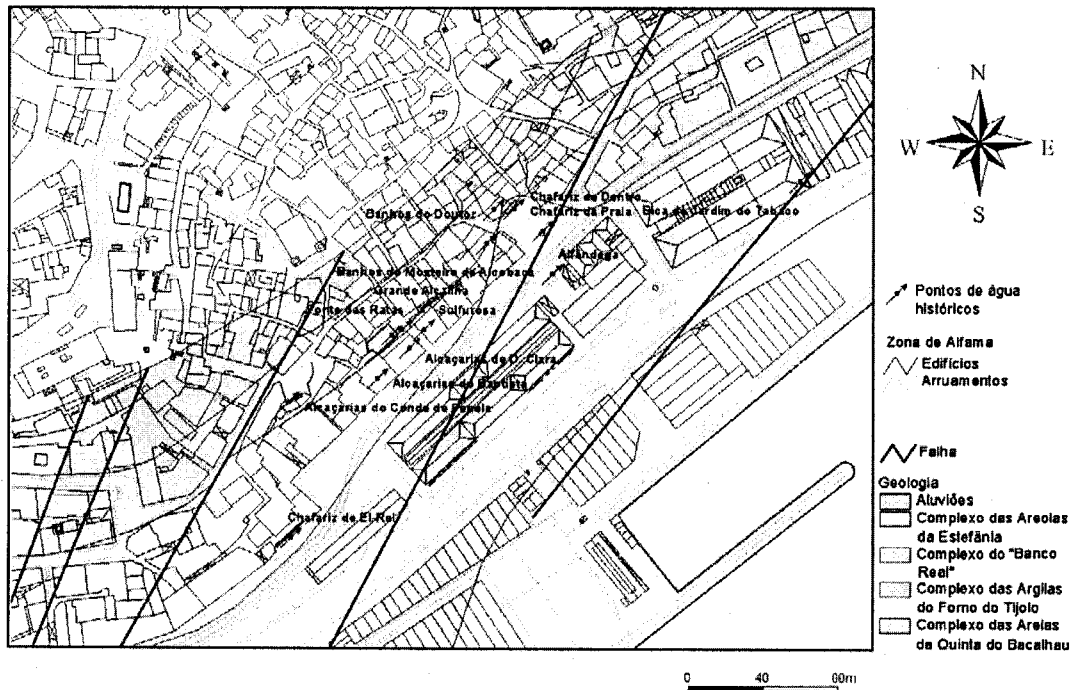 N
W E
S
Chafariz de Dentro
Chafariz da Praia Bica do Jardim do Tabaco
Banhos do Doutor
Alfândega
Banhos do Mosteiro de Alcobaça
Grande Alcaçaria
Fonte das Ratas Sulfurosa
Alcaçarias de D. Clara
Alcaçarias do Baptista
Alcaçarias do Conde de Penela
Chafariz de El-Rei
Pontos de água
históricos
Zona de Alfama
Edifícios
Arruamentos
Falha
Geologia
Aluviões
Complexo das Areolas
da Estefânia
Complexo do "Banco
Real"
Complexo das Argilas
do Forno do Tijolo
Complexo das Areias
da Quinta do Bacalhau
0 40 80m